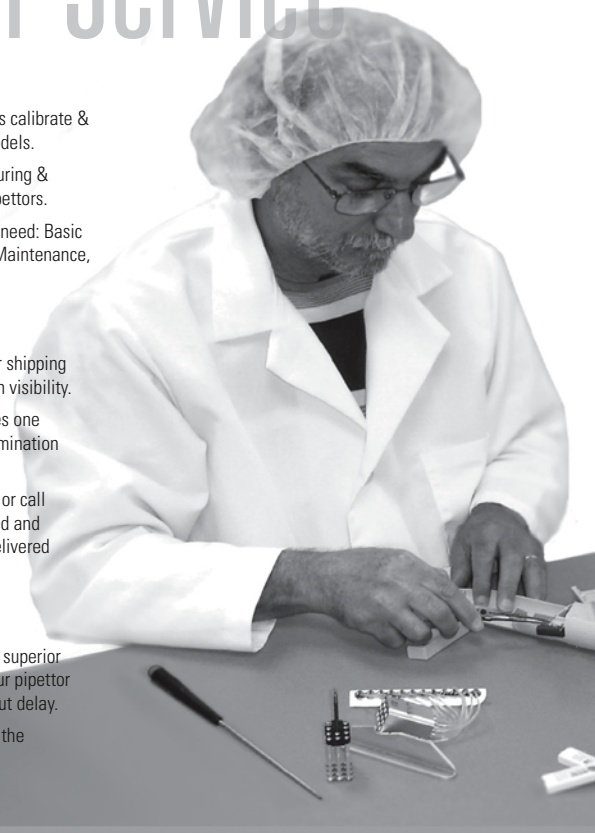 Service
s calibrate &
dels.
uring &
ettors.
need: Basic
Maintenance,
r shipping
n visibility.
es one
mination
or call
d and
elivered
superior
ur pipettor
ut delay.
the